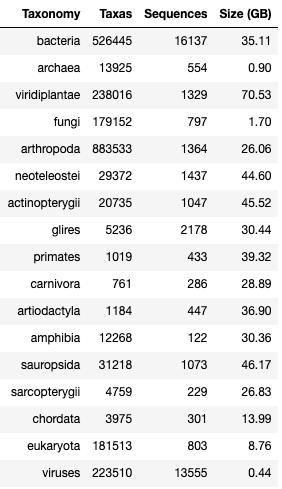 Taxonomy Taxas Sequences Size (GB)
bacteria 526445 16137 35.11
archaea 13925 554 0.90
viridiplantae 238016 1329 70.53
fungi 179152 797 1.70
arthropoda 883533 1364 26.06
neoteleostei 29372 1437 44.60
actinopterygii 20735 1047 45.52
glires 5236 2178 30.44
primates 1019 433 39.32
carnivora 761 286 28.89
artiodactyla 1184 447 36.90
amphibia 12268 122 30.36
sauropsida 31218 1073 46.17
sarcopterygii 4759 229 26.83
chordata 3975 301 13.99
eukaryota 181513 803 8.76
viruses 223510 13555 0.44